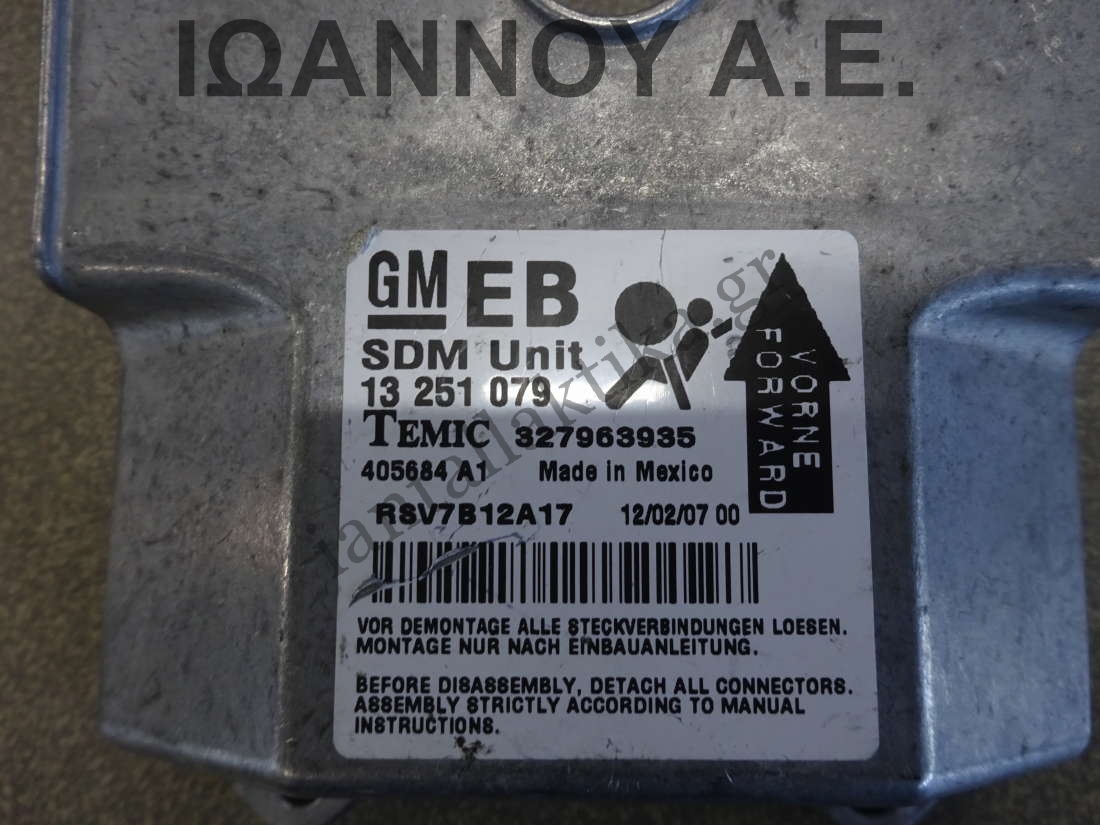 ΙΩΑΝΝΟΥ Α.Ε.
GM EB
SDM Unit
13 251 079
TEMIC 327963935
405684 A1 Made in Mexico
RSV7B12A17 12/02/07 00
VORNE
FORWARD
VOR DEMONTAGE ALLE STECKVERBINDUNGEN LOESEN.
MONTAGE NUR NACH EINBAUANLEITUNG.
BEFORE DISASSEMBLY, DETACH ALL CONNECTORS.
ASSEMBLY STRICTLY ACCORDING TO MANUAL
INSTRUCTIONS.